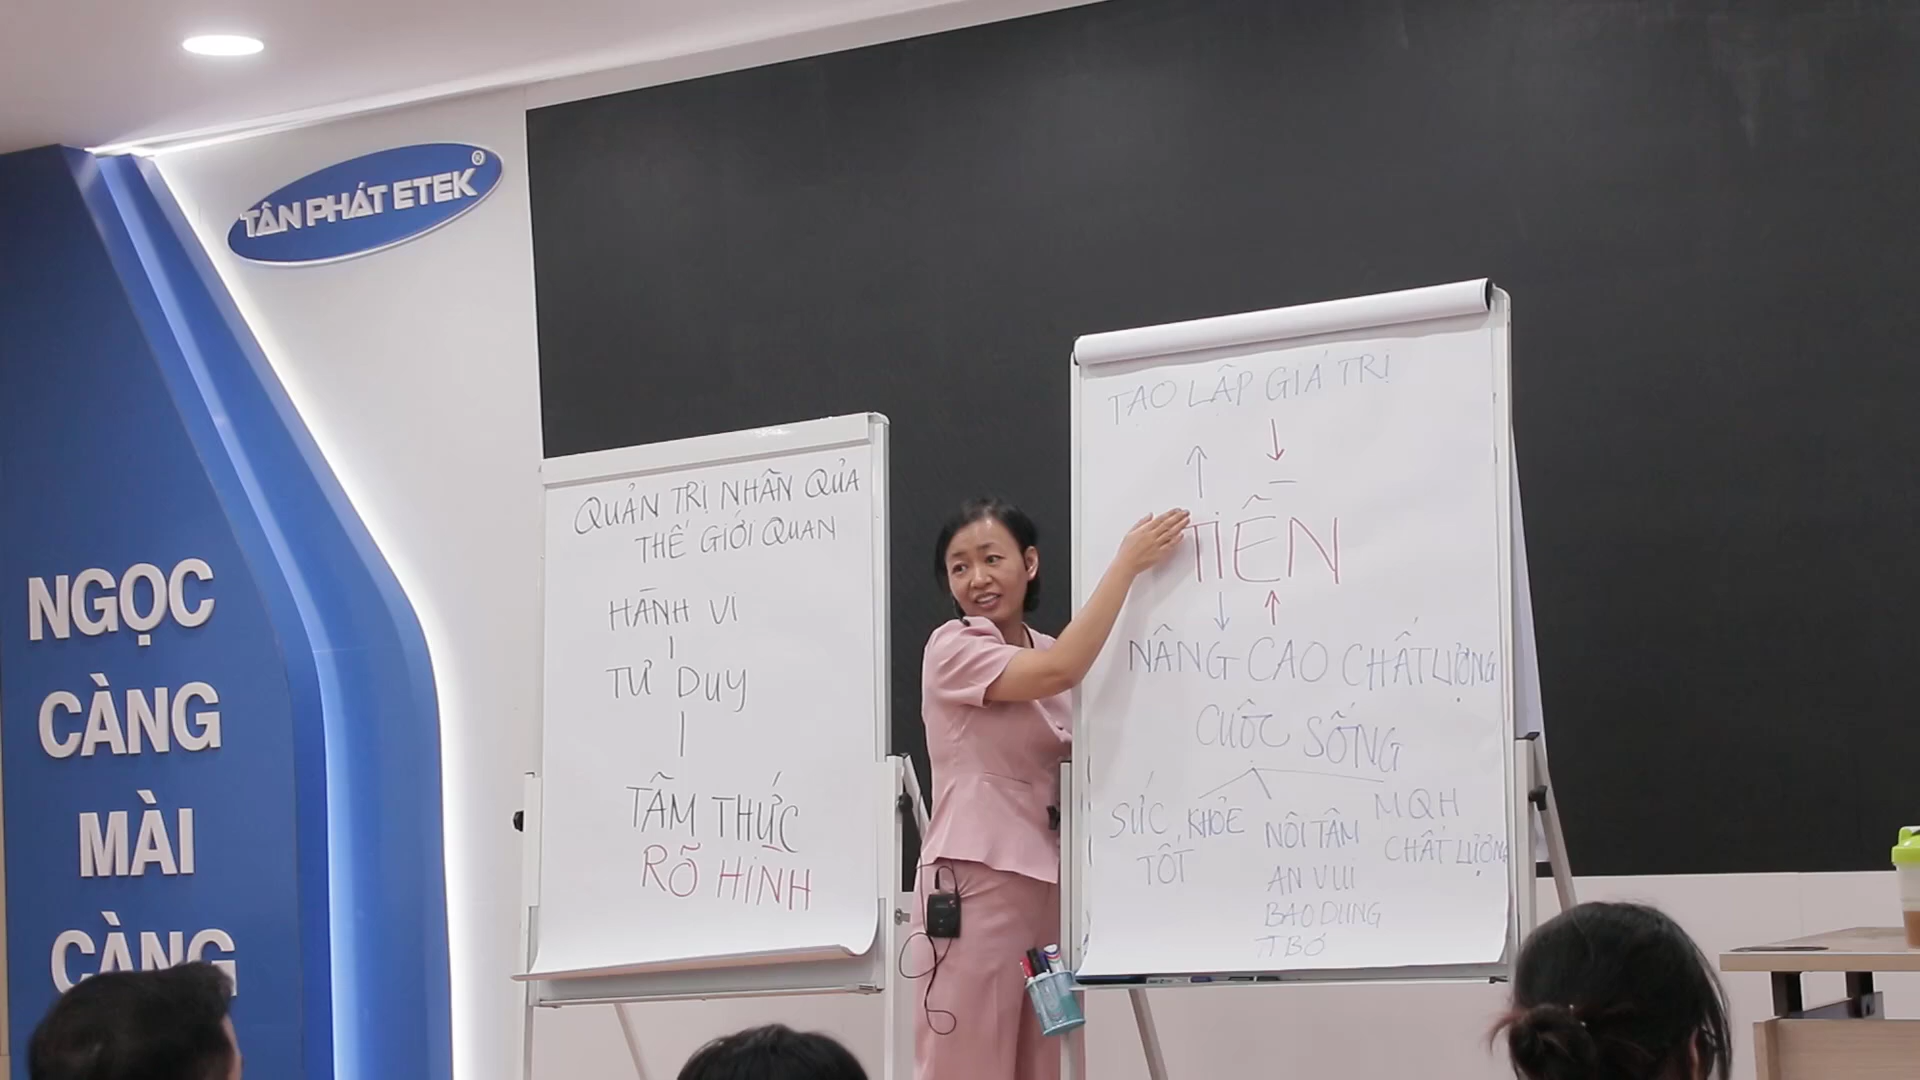 TÂN PHÁT ETEK®
NGỌC
CÀNG
MÀI
CÀNG
QUẢN TRỊ NHÂN QUẢ
THẾ GIỚI QUAN
HÀNH VI
TƯ DUY
TÂM THỨC
RÕ HÌNH
TẠO LẬP GIÁ TRỊ
TIỀN
NÂNG CAO CHẤT LƯỢNG
CUỘC SỐNG
SỨC KHỎE
TỐT
NỘI TÂM
AN VUI
BAO DUNG
MQH
CHẤT LƯỢNG